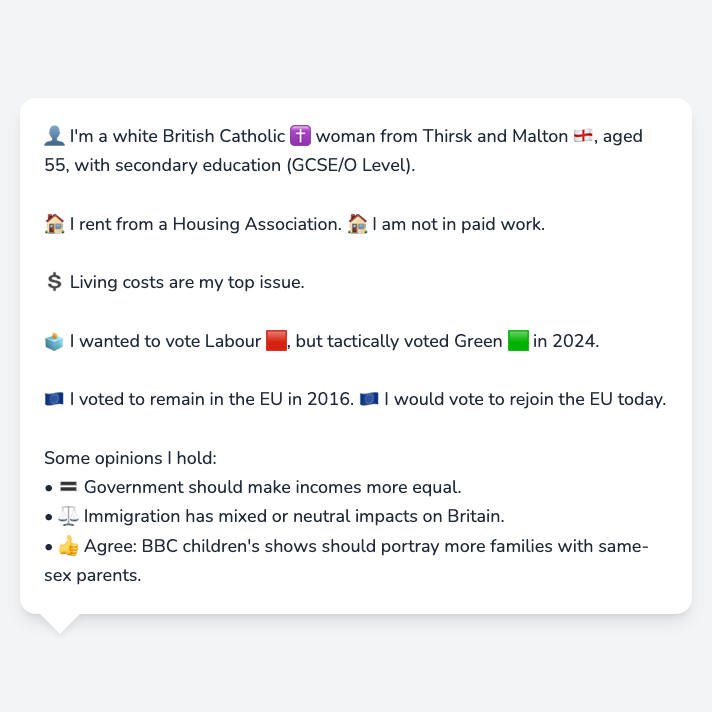 👤 I'm a white British Catholic ✝️ woman from Thirsk and Malton 🏴󠁧󠁢󠁥󠁮󠁧󠁿, aged
55, with secondary education (GCSE/O Level).
🏠 I rent from a Housing Association. 🏠 I am not in paid work.
💲 Living costs are my top issue.
🗳️ I wanted to vote Labour 🟥, but tactically voted Green 🟩 in 2024.
🇪🇺 I voted to remain in the EU in 2016. 🇪🇺 I would vote to rejoin the EU today.
Some opinions I hold:
• 🟰 Government should make incomes more equal.
• ⚖️ Immigration has mixed or neutral impacts on Britain.
• 👍 Agree: BBC children's shows should portray more families with same-
sex parents.